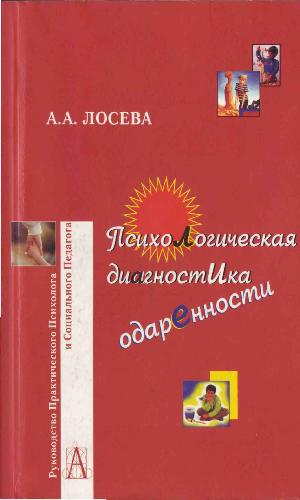 А.А. ЛОСЕВА
ПсихоЛогическая
диагностИка
одарЕнности
Руководство Практического Психолога
и Социального Педагога